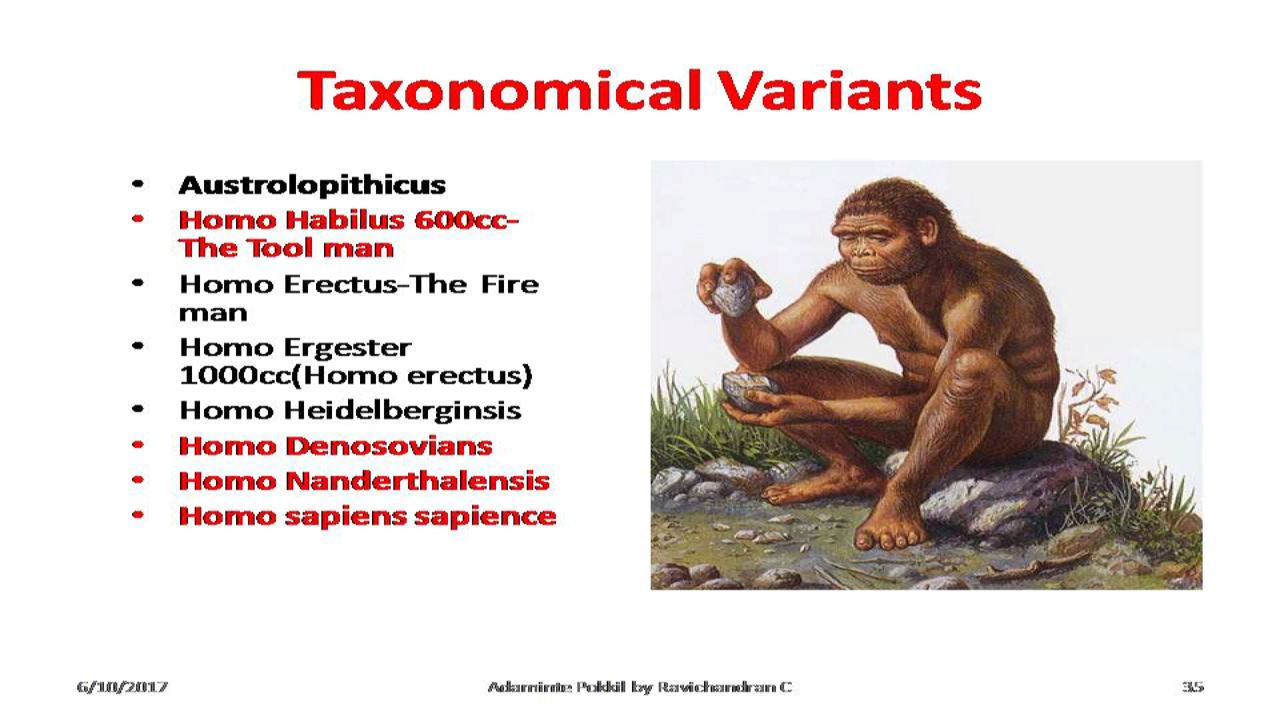 Taxonomical Variants
• Austrolopithicus
• Homo Habilus 600cc-
The Tool man
• Homo Erectus-The Fire
man
• Homo Ergester
1000cc(Homo erectus)
• Homo Heidelberginsis
• Homo Denosovians
• Homo Nanderthalensis
• Homo sapiens sapience
6/10/2017
Adaminte Pokkil by Ravichandran C
35